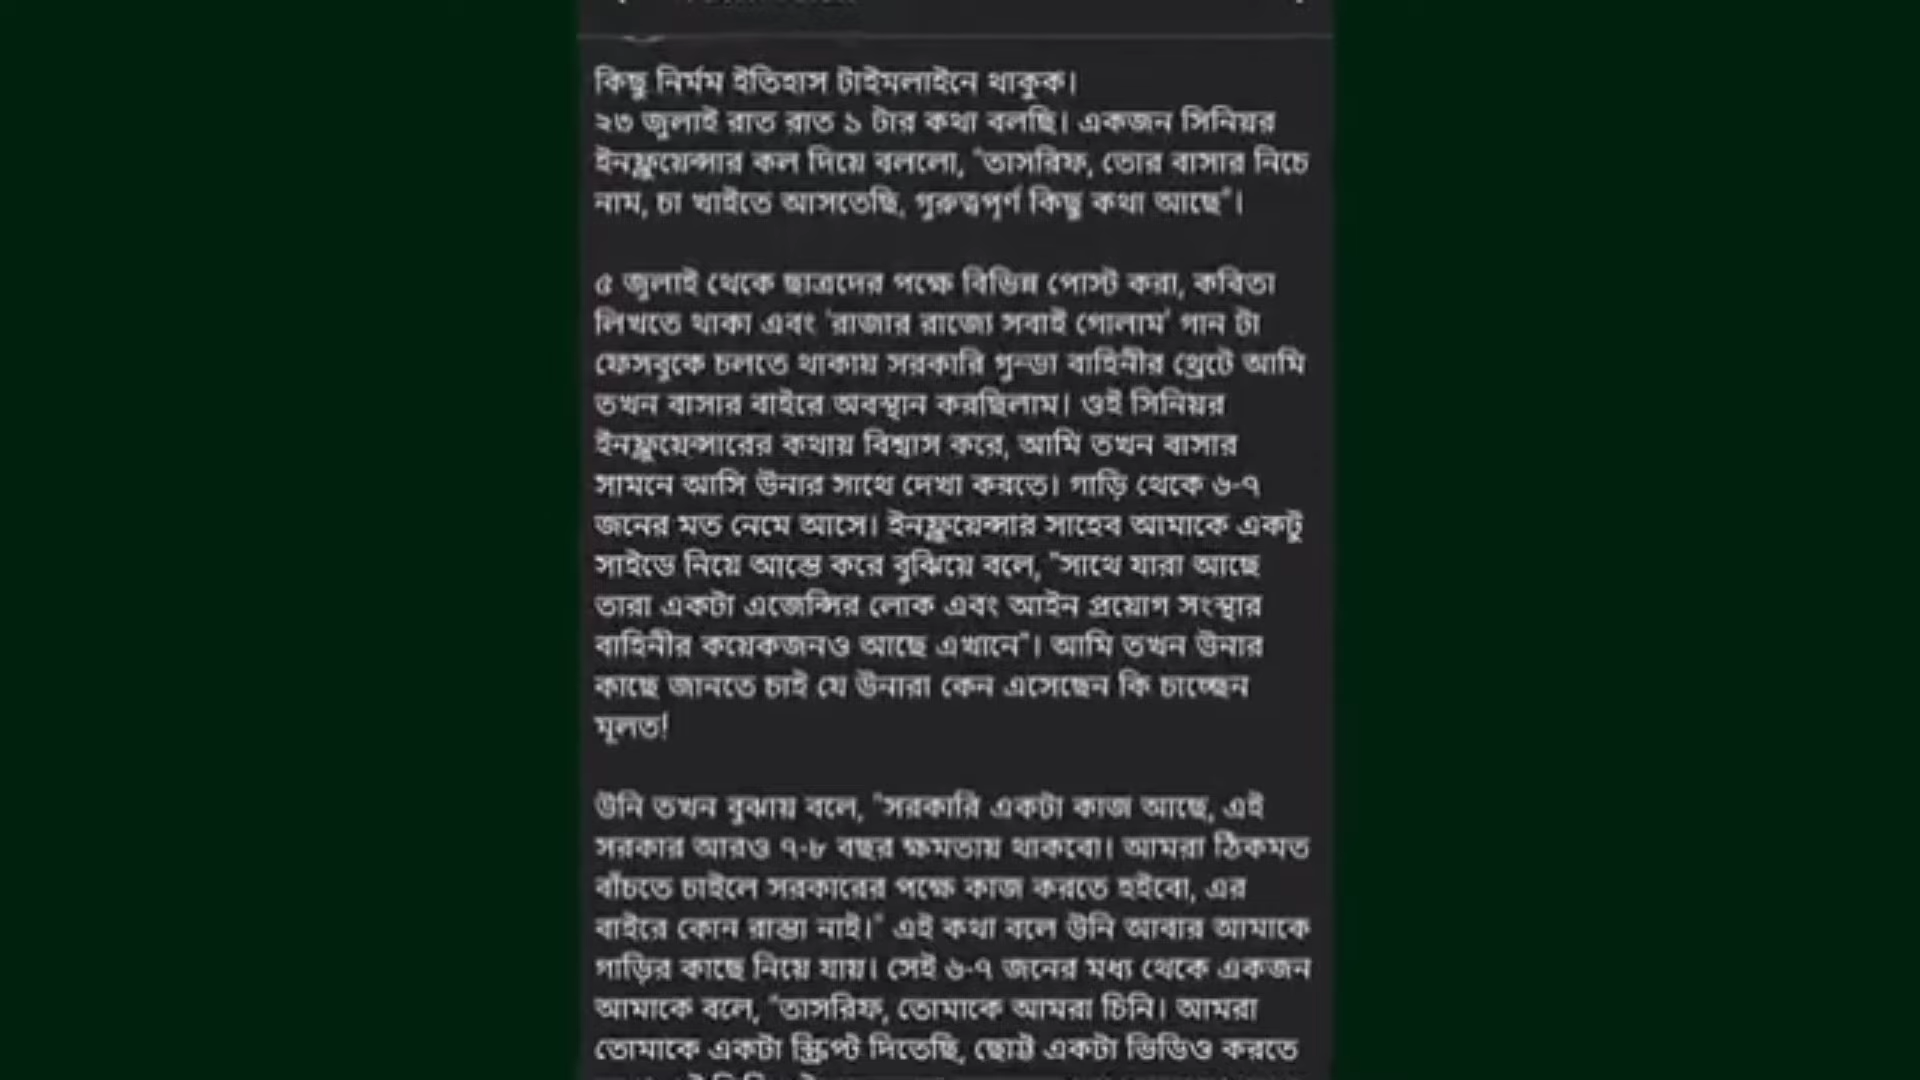 কিছু নির্মম ইতিহাস টাইমলাইনে থাকুক।
২৩ জুলাই রাত রাত ১ টার কথা বলছি। একজন সিনিয়র
ইনফ্লুয়েন্সার কল দিয়ে বললো, "তাসরিফ, তোর বাসার নিচে
নাম, চা খাইতে আসতেছি, গুরুত্বপূর্ণ কিছু কথা আছে"।
৫ জুলাই থেকে ছাত্রদের পক্ষে বিভিন্ন পোস্ট করা, কবিতা
লিখতে থাকা এবং 'রাজার রাজ্যে সবাই গোলাম' গান টা
ফেসবুকে চলতে থাকায় সরকারি গুন্ডা বাহিনীর থ্রেটে আমি
তখন বাসার বাইরে অবস্থান করছিলাম। ওই সিনিয়র
ইনফ্লুয়েন্সারের কথায় বিশ্বাস করে, আমি তখন বাসার
সামনে আসি উনার সাথে দেখা করতে। গাড়ি থেকে ৬-৭
জনের মত নেমে আসে। ইনফ্লুয়েন্সার সাহেব আমাকে একটু
সাইডে নিয়ে আস্তে করে বুঝিয়ে বলে, "সাথে যারা আছে
তারা একটা এজেন্সির লোক এবং আইন প্রয়োগ সংস্থার
বাহিনীর কয়েকজনও আছে এখানে"। আমি তখন উনার
কাছে জানতে চাই যে উনারা কেন এসেছেন কি চাচ্ছেন
মূলত!
উনি তখন বুঝায় বলে, "সরকারি একটা কাজ আছে, এই
সরকার আরও ৭-৮ বছর ক্ষমতায় থাকবো। আমরা ঠিকমত
বাঁচতে চাইলে সরকারের পক্ষে কাজ করতে হইবো, এর
বাইরে কোন রাস্তা নাই।" এই কথা বলে উনি আবার আমাকে
গাড়ির কাছে নিয়ে যায়। সেই ৬-৭ জনের মধ্য থেকে একজন
আমাকে বলে, "তাসরিফ, তোমাকে আমরা চিনি। আমরা
তোমাকে একটা স্ক্রিপ্ট দিতেছি, ছোট্ট একটা ভিডিও করতে